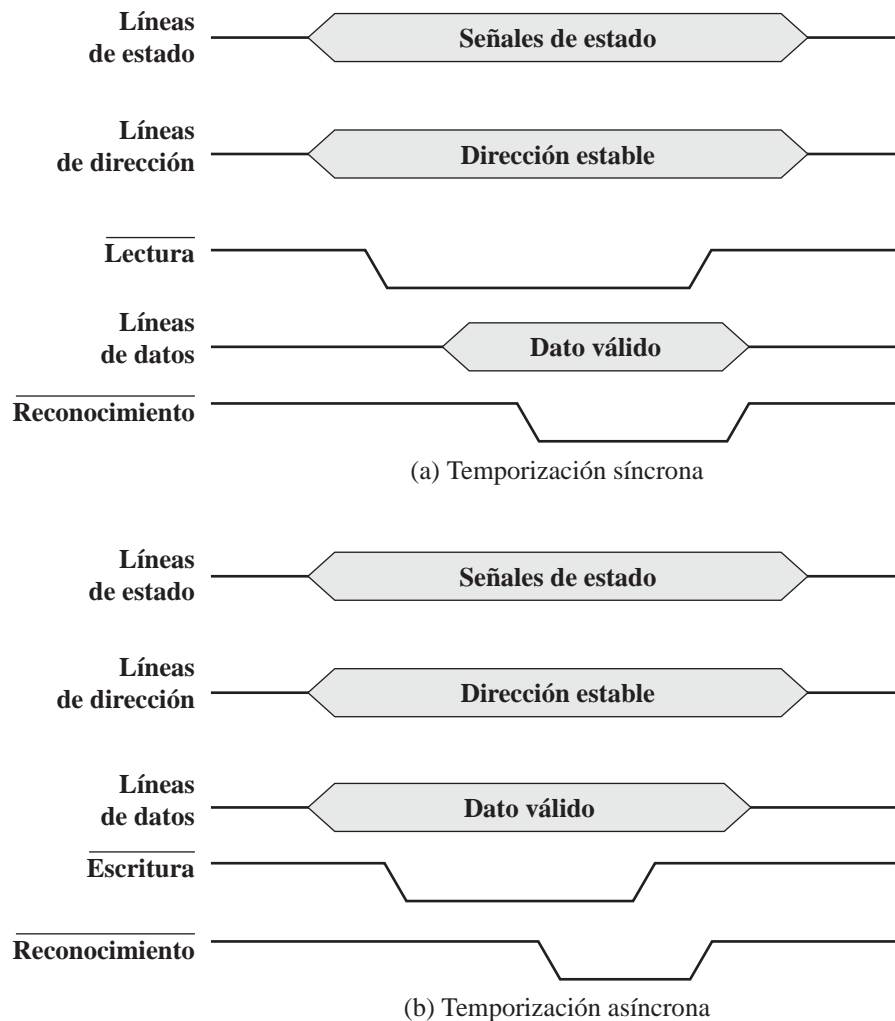 Líneas
de estado
Señales de estado
Líneas
de dirección
Dirección estable
Lectura
Líneas
de datos
Dato válido
Reconocimiento
(a) Temporización síncrona
Líneas
de estado
Señales de estado
Líneas
de dirección
Dirección estable
Líneas
de datos
Dato válido
Escritura
Reconocimiento
(b) Temporización asíncrona